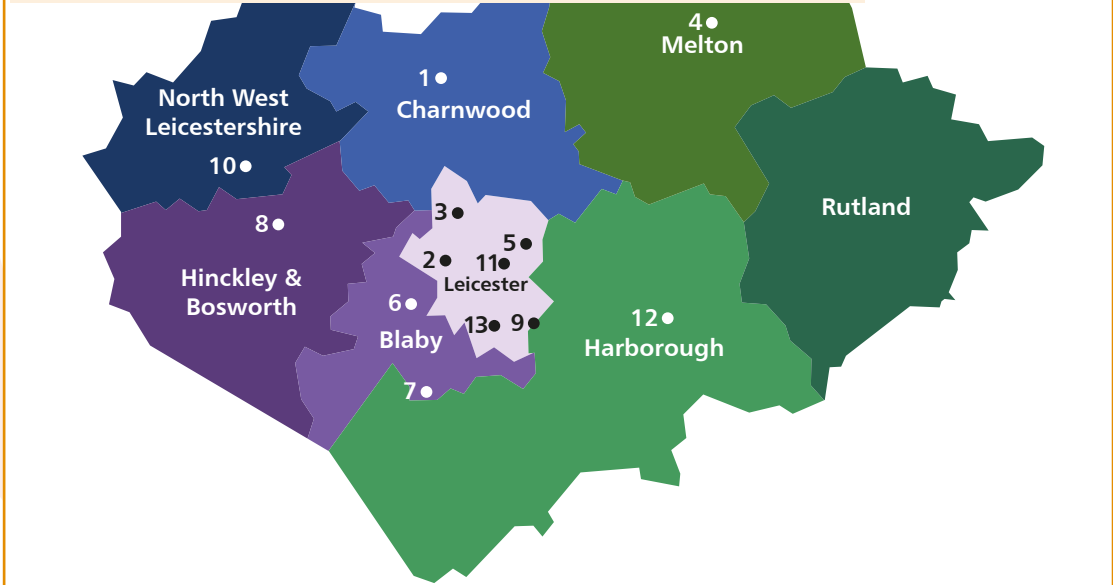 4
Melton
1
Charnwood
North West
Leicestershire
10
Rutland
3
8
5
2
11
Hinckley &
Bosworth
Leicester
6
12
13
9
Blaby
Harborough
7